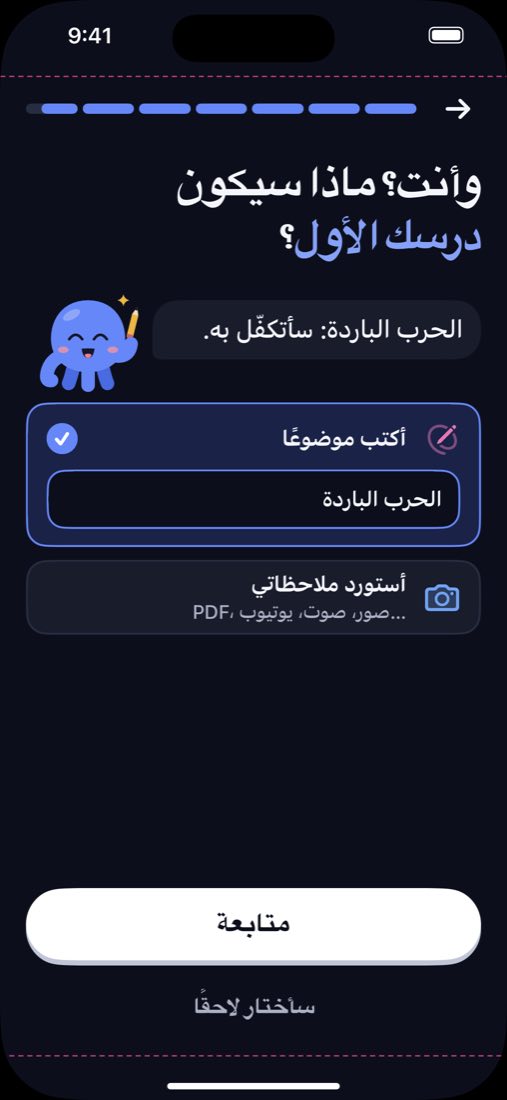 9:41
وأنت؟ ماذا سيكون
درسك الأول؟
الحرب الباردة: سأتكفّل به.
أكتب موضوعًا
الحرب الباردة
أستورد ملاحظاتي
...صور، صوت، يوتيوب ،PDF
متابعة
سأختار لاحقًا